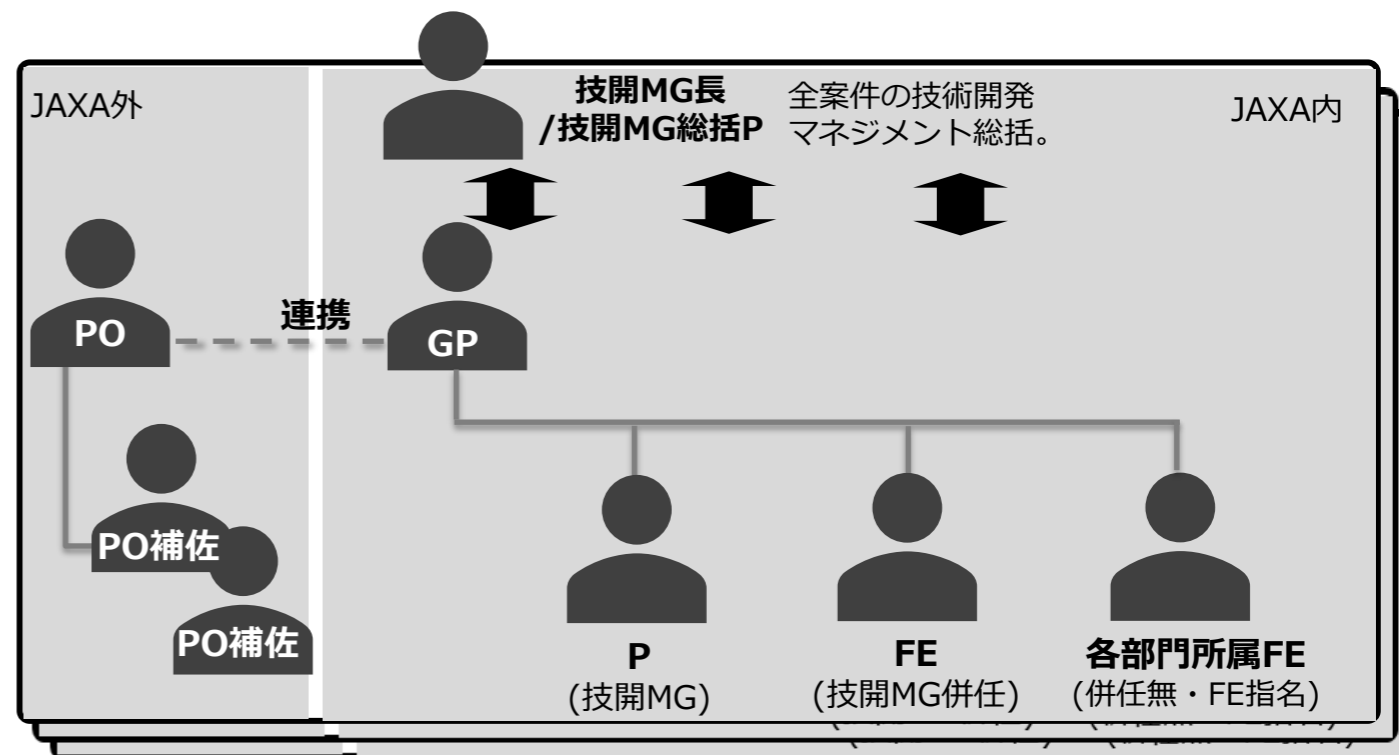 JAXA外
技開MG長
/技開MG総括P
全案件の技術開発
マネジメント総括。
JAXA内
PO
連携
GP
PO補佐
PO補佐
P
(技開MG)
FE
(技開MG併任)
各部門所属FE
(併任無・FE指名)